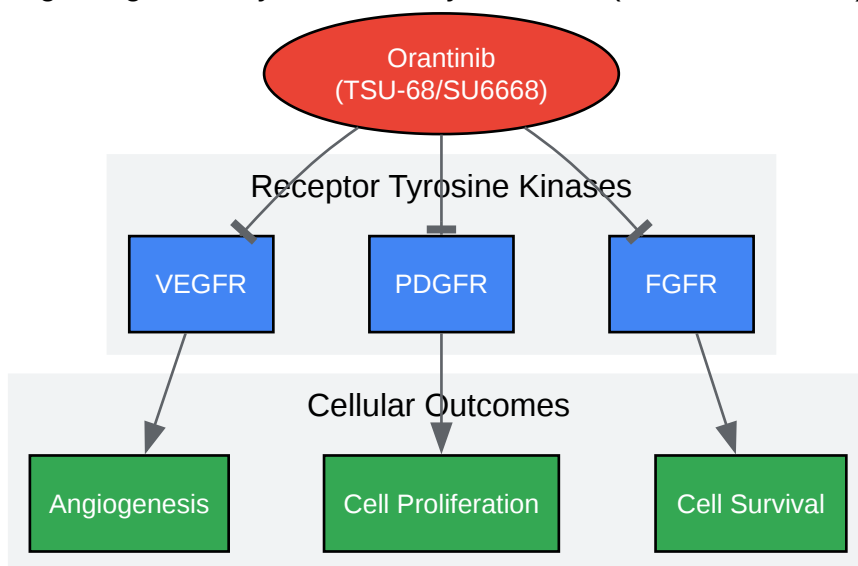 Orantinib
(TSU-68/SU6668)
Receptor Tyrosine Kinases
VEGFR
PDGFR
FGFR
Cellular Outcomes
Angiogenesis
Cell Proliferation
Cell Survival